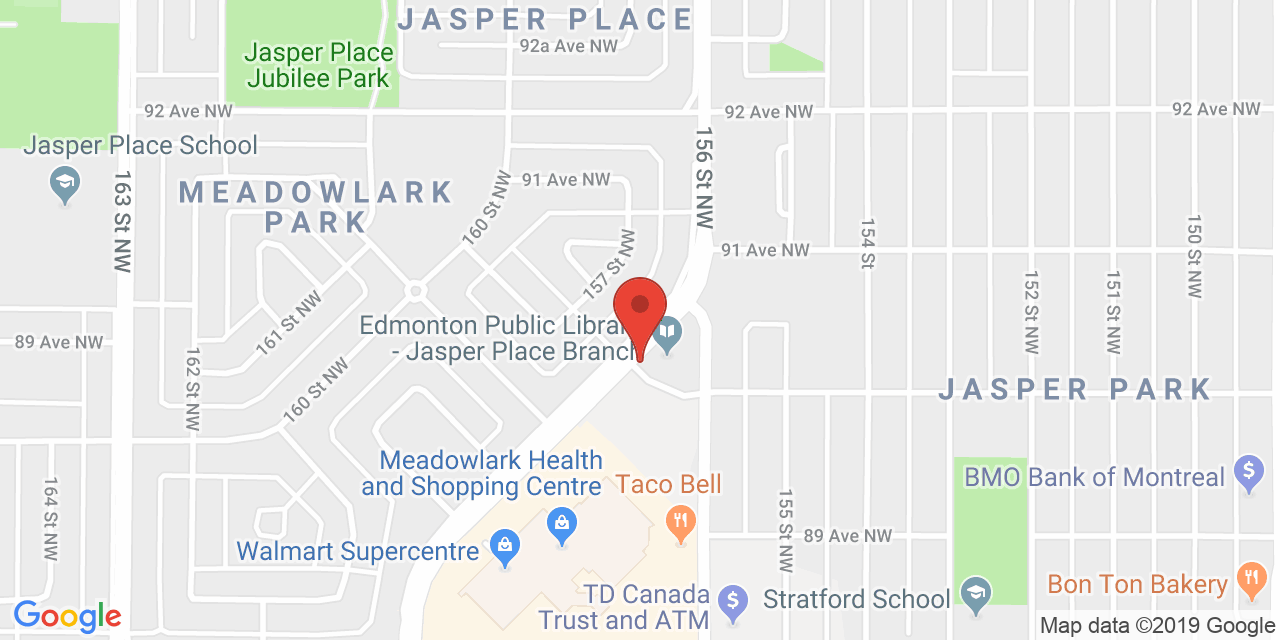 JASPER PLACE
92a Ave NW
Jasper Place
Jubilee Park
92 Ave NW
92 Ave NW
92 Ave NW
Jasper Place School
156 St NW
163 St NW
MEADOWLARK
PARK
91 Ave NW
160 St NW
154 St
150 St NW
91 Ave NW
157 St NW
152 St NW
151 St NW
161 St NW
Edmonton Public Libra
- Jasper Place Branch
89 Ave NW
162 St NW
160 St NW
JASPER PARK
Meadowlark Health
and Shopping Centre
Taco Bell
BMO Bank of Montreal
164 St NW
155 St NW
89 Ave NW
Walmart Supercentre
TD Canada
Trust and ATM
Stratford School
Bon Ton Bakery
Google
Map data ©2019 Google